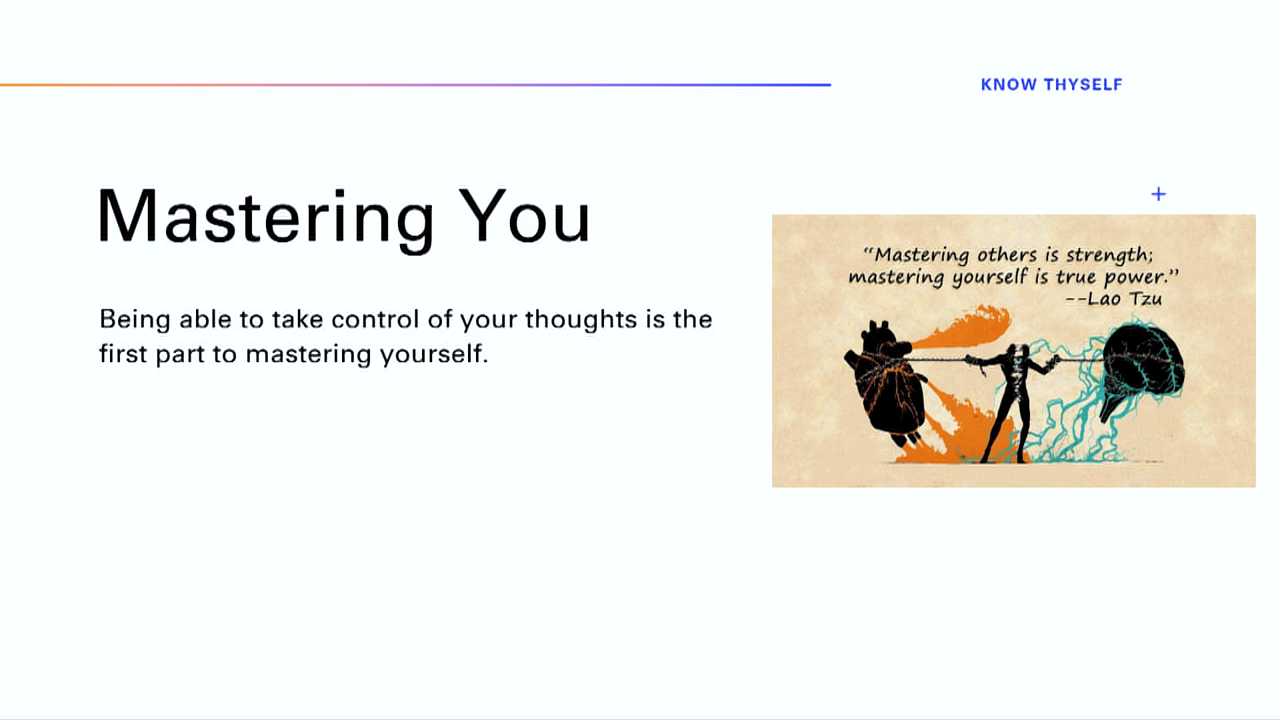 KNOW THYSELF
Mastering You
Being able to take control of your thoughts is the
first part to mastering yourself.
“Mastering others is strength;
mastering yourself is true power.”
--Lao Tzu